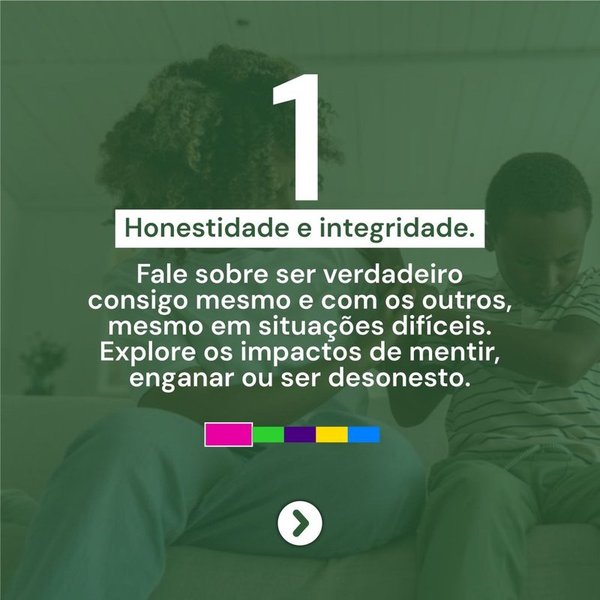 1
Honestidade e integridade.
Fale sobre ser verdadeiro
consigo mesmo e com os outros,
mesmo em situações difíceis.
Explore os impactos de mentir,
enganar ou ser desonesto.